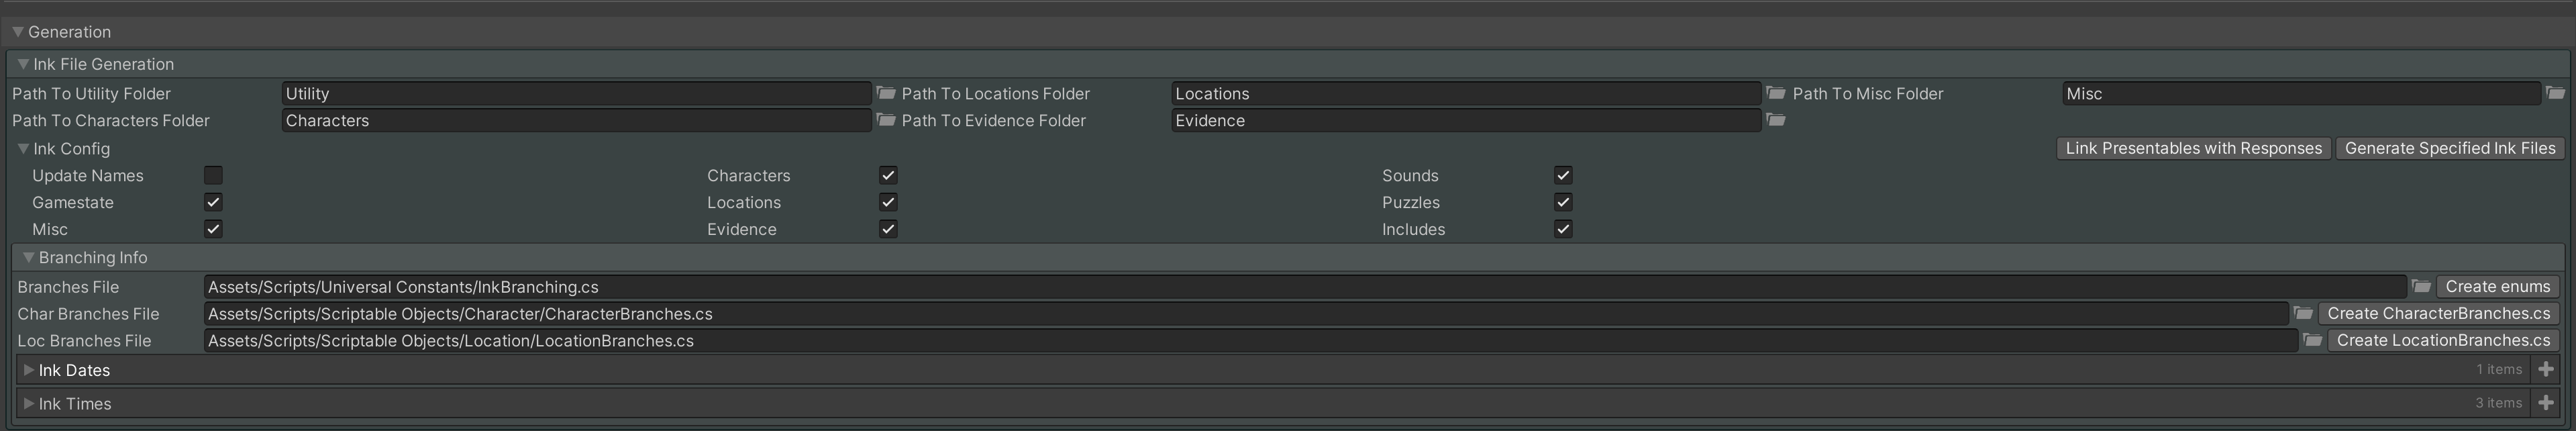 Generation
Ink File Generation
Path To Utility Folder Utility Path To Locations Folder Locations Path To Misc Folder Misc
Path To Characters Folder Characters Path To Evidence Folder Evidence
Ink Config Link Presentables with Responses Generate Specified Ink Files
Update Names Characters Sounds
Gamestate Locations Puzzles
Misc Evidence Includes
Branching Info
Branches File Assets/Scripts/Universal Constants/InkBranching.cs Create enums
Char Branches File Assets/Scripts/Scriptable Objects/Character/CharacterBranches.cs Create CharacterBranches.cs
Loc Branches File Assets/Scripts/Scriptable Objects/Location/LocationBranches.cs Create LocationBranches.cs
Ink Dates 1 items
Ink Times 3 items